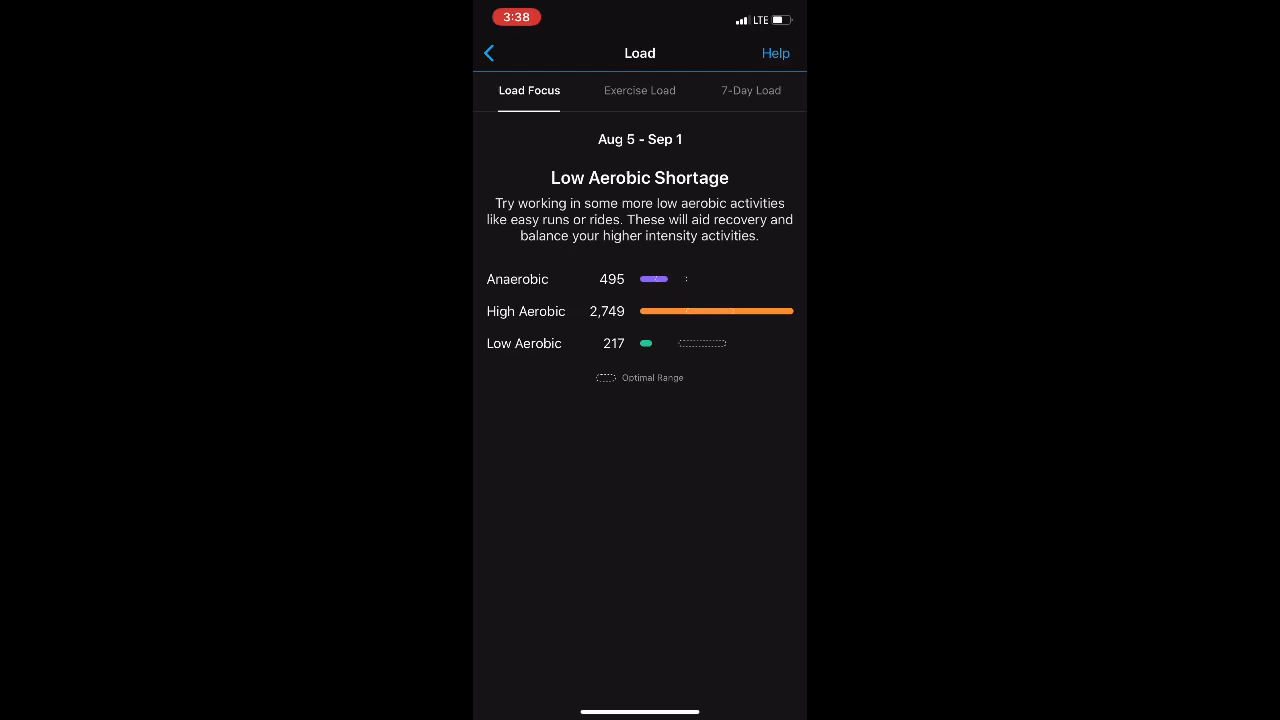 3:38
LTE
Load
Help
Load Focus
Exercise Load
7-Day Load
Aug 5 - Sep 1
Low Aerobic Shortage
Try working in some more low aerobic activities
like easy runs or rides. These will aid recovery and
balance your higher intensity activities.
Anaerobic 495
High Aerobic 2,749
Low Aerobic 217
Optimal Range